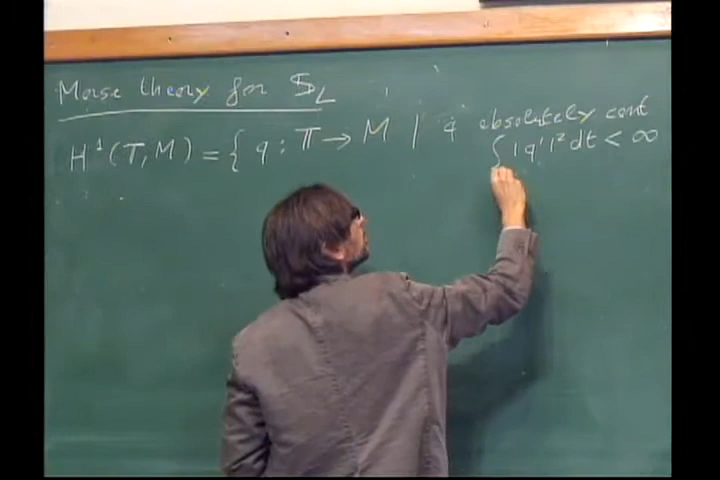 Morse theory for 𝕊_L
H¹(T, M) = { q : 𝕋 → M | q absolutely cont
∫ |q'|² dt < ∞